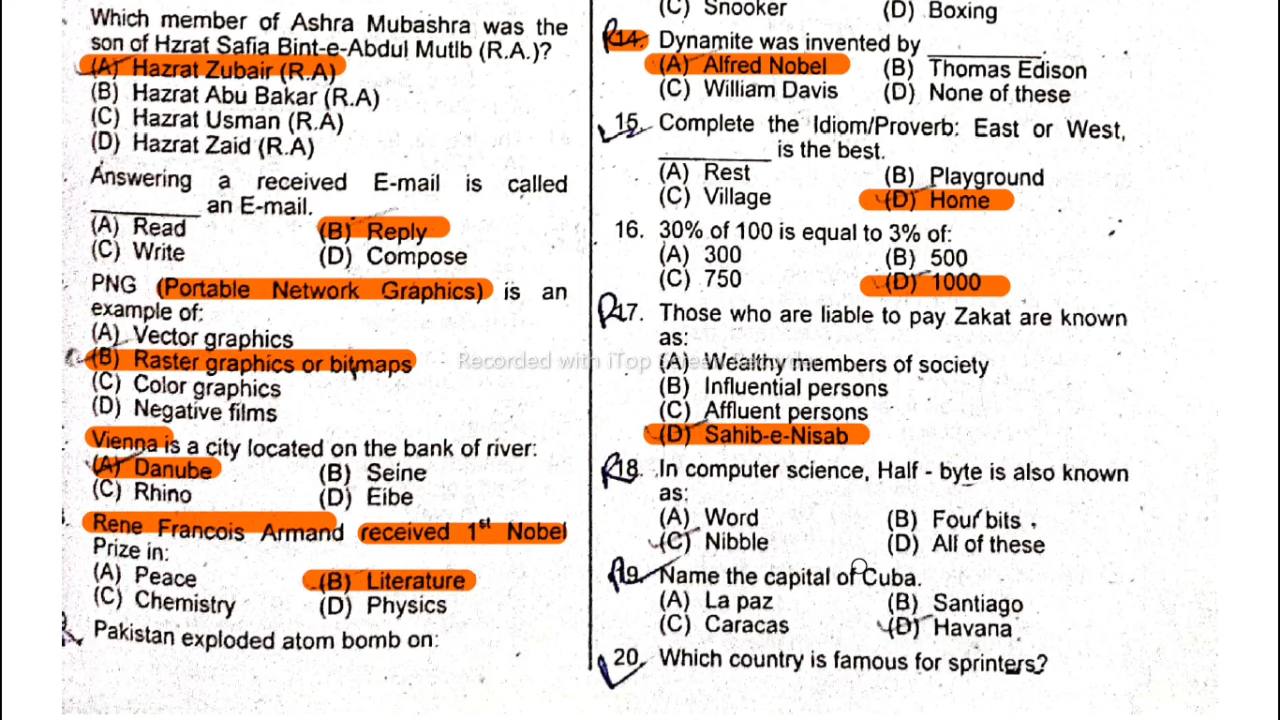 Which member of Ashra Mubashra was the
son of Hzrat Safia Bint-e-Abdul Mutlb (R.A.)?
(A) Hazrat Zubair (R.A)
(B) Hazrat Abu Bakar (R.A)
(C) Hazrat Usman (R.A)
(D) Hazrat Zaid (R.A)
Answering a received E-mail is called
________ an E-mail.
(A) Read (B) Reply
(C) Write (D) Compose
PNG (Portable Network Graphics) is an
example of:
(A) Vector graphics
(B) Raster graphics or bitmaps
(C) Color graphics
(D) Negative films
Vienna is a city located on the bank of river:
(A) Danube (B) Seine
(C) Rhino (D) Eibe
Rene Francois Armand received 1st Nobel
Prize in:
(A) Peace (B) Literature
(C) Chemistry (D) Physics
Pakistan exploded atom bomb on:
(C) Snooker (D) Boxing
14. Dynamite was invented by ________.
(A) Alfred Nobel (B) Thomas Edison
(C) William Davis (D) None of these
15. Complete the Idiom/Proverb: East or West,
________ is the best.
(A) Rest (B) Playground
(C) Village (D) Home
16. 30% of 100 is equal to 3% of:
(A) 300 (B) 500
(C) 750 (D) 1000
17. Those who are liable to pay Zakat are known
as:
(A) Wealthy members of society
(B) Influential persons
(C) Affluent persons
(D) Sahib-e-Nisab
18. In computer science, Half - byte is also known
as:
(A) Word (B) Four bits
(C) Nibble (D) All of these
19. Name the capital of Cuba.
(A) La paz (B) Santiago
(C) Caracas (D) Havana
20. Which country is famous for sprinters?
Recorded with iTop